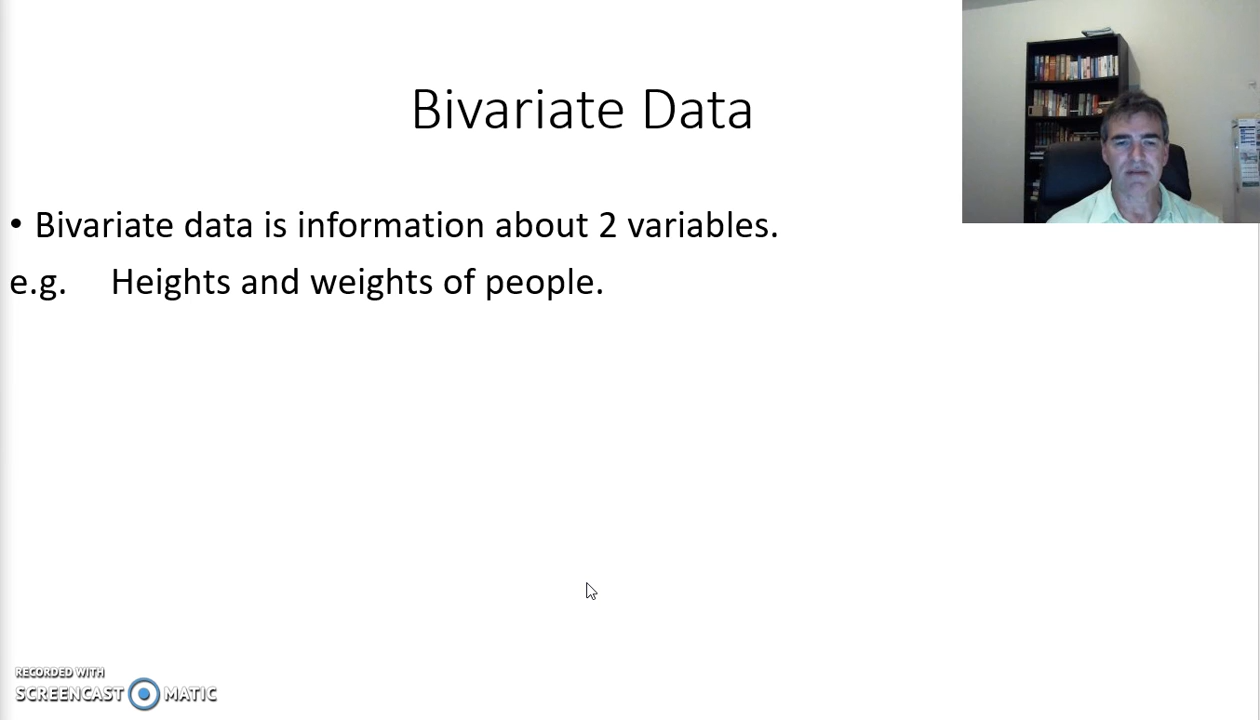 Bivariate Data
• Bivariate data is information about 2 variables.
e.g. Heights and weights of people.
RECORDED WITH
SCREENCAST MATIC